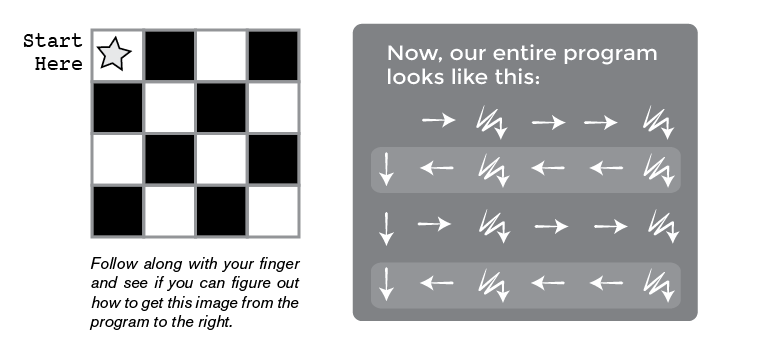 Start
Here
Now, our entire program
looks like this:
Follow along with your finger
and see if you can figure out
how to get this image from the
program to the right.